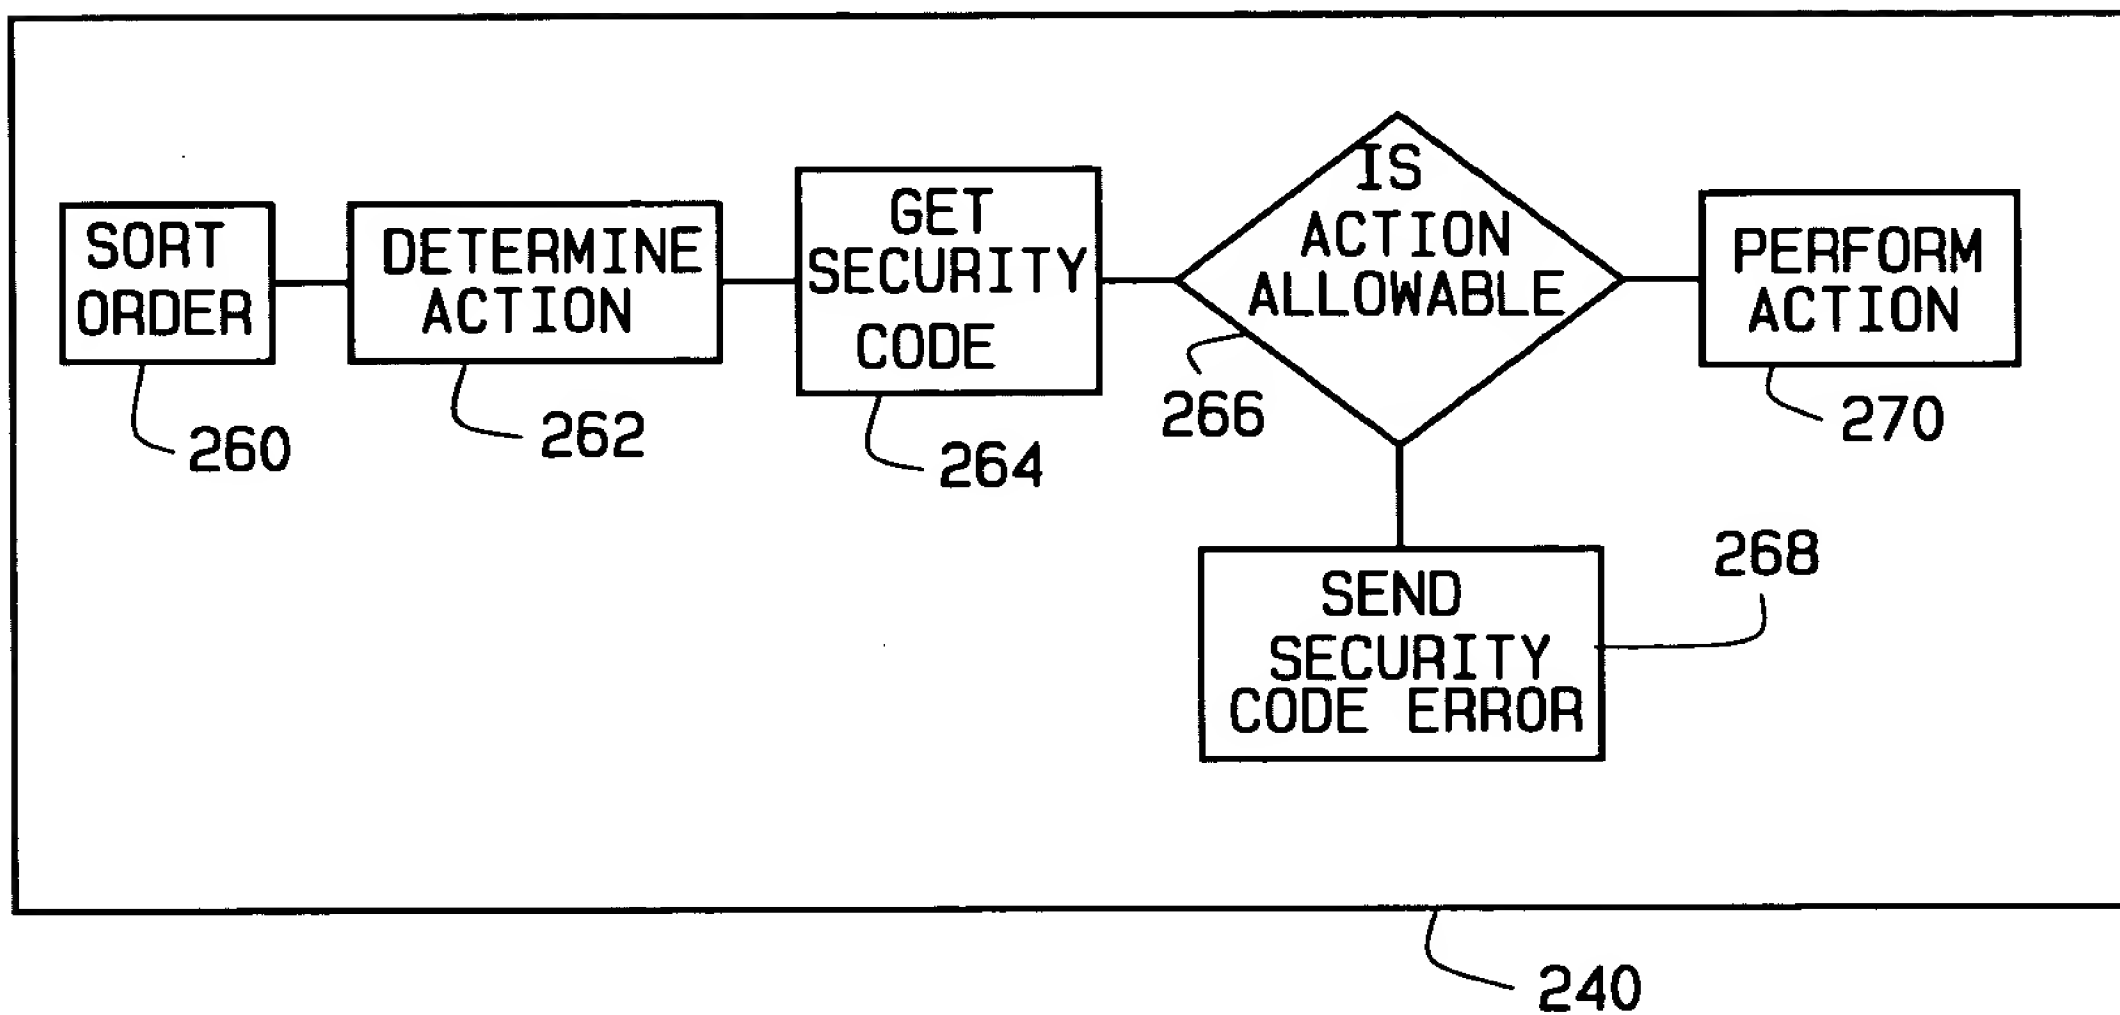 SORT
ORDER
260
DETERMINE
ACTION
262
GET
SECURITY
CODE
264
IS
ACTION
ALLOWABLE
266
PERFORM
ACTION
270
SEND
SECURITY
CODE ERROR
268
240